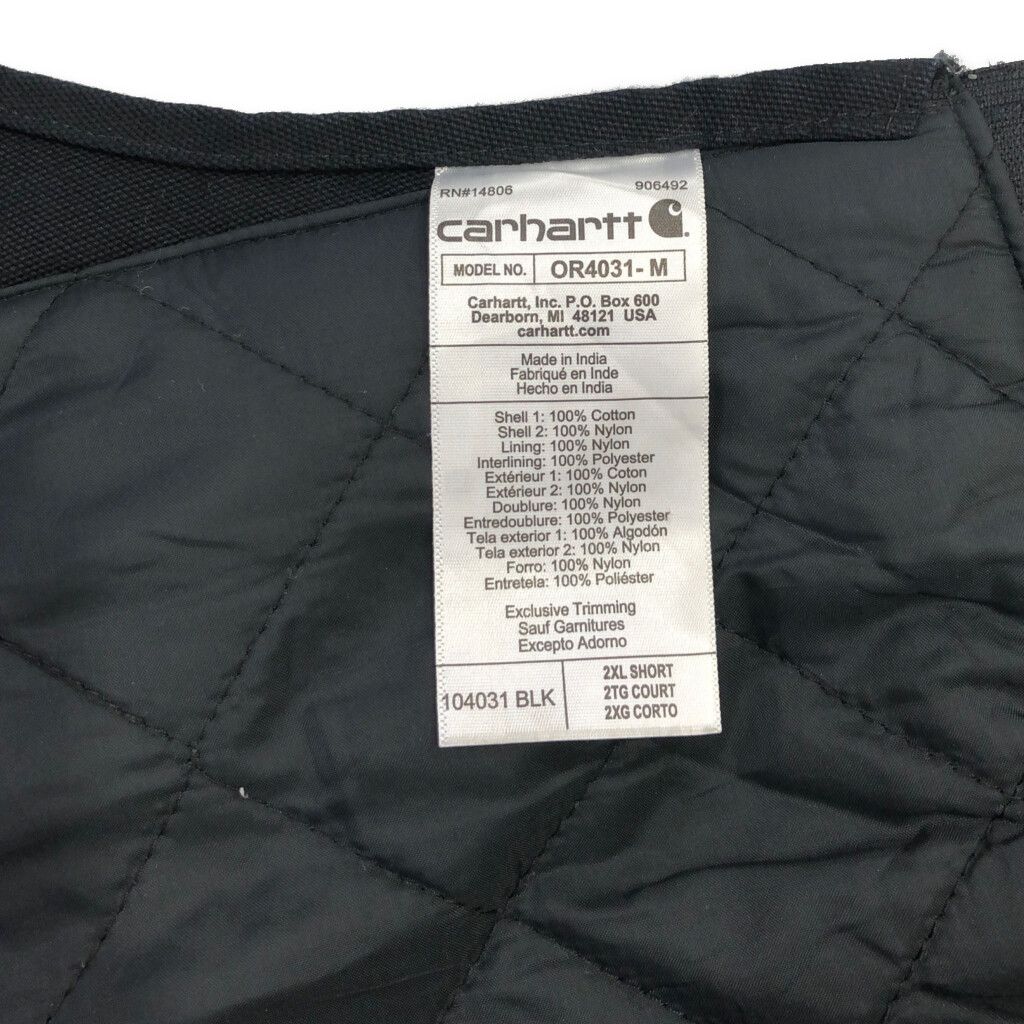 RN#14806 906492
carhartt
MODEL NO. OR4031- M
Carhartt, Inc. P.O. Box 600
Dearborn, MI 48121 USA
carhartt.com
Made in India
Fabriqué en Inde
Hecho en India
Shell 1: 100% Cotton
Shell 2: 100% Nylon
Lining: 100% Nylon
Interlining: 100% Polyester
Extérieur 1: 100% Coton
Extérieur 2: 100% Nylon
Doublure: 100% Nylon
Entredoublure: 100% Polyester
Tela exterior 1: 100% Algodón
Tela exterior 2: 100% Nylon
Forro: 100% Nylon
Entretela: 100% Poliéster
Exclusive Trimming
Sauf Garnitures
Excepto Adorno
104031 BLK
2XL SHORT
2TG COURT
2XG CORTO